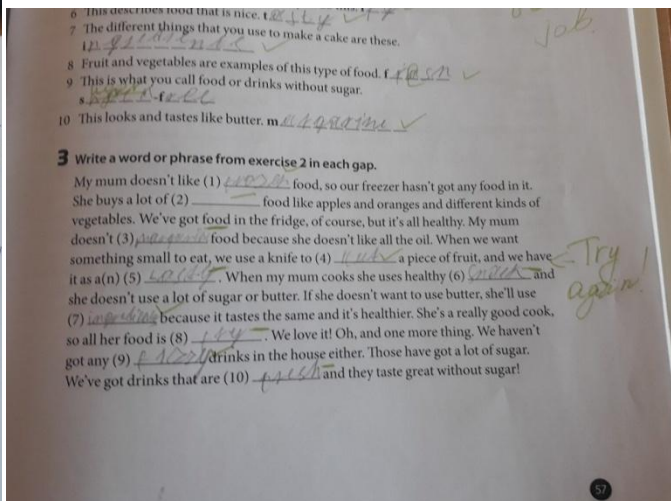 6 This describes food that is nice. t
job.
7 The different things that you use to make a cake are these.
i
8 Fruit and vegetables are examples of this type of food. fresh
9 This is what you call food or drinks without sugar.
s -free
10 This looks and tastes like butter. m
3 Write a word or phrase from exercise 2 in each gap.
My mum doesn't like (1) food, so our freezer hasn't got any food in it.
She buys a lot of (2) food like apples and oranges and different kinds of
vegetables. We've got food in the fridge, of course, but it's all healthy. My mum
doesn't (3) food because she doesn't like all the oil. When we want
something small to eat, we use a knife to (4) a piece of fruit, and we have
Try
it as a(n) (5) . When my mum cooks she uses healthy (6) snack and
again!
she doesn't use a lot of sugar or butter. If she doesn't want to use butter, she'll use
(7) because it tastes the same and it's healthier. She's a really good cook,
so all her food is (8) . We love it! Oh, and one more thing. We haven't
got any (9) drinks in the house either. Those have got a lot of sugar.
We've got drinks that are (10) fresh and they taste great without sugar!
57